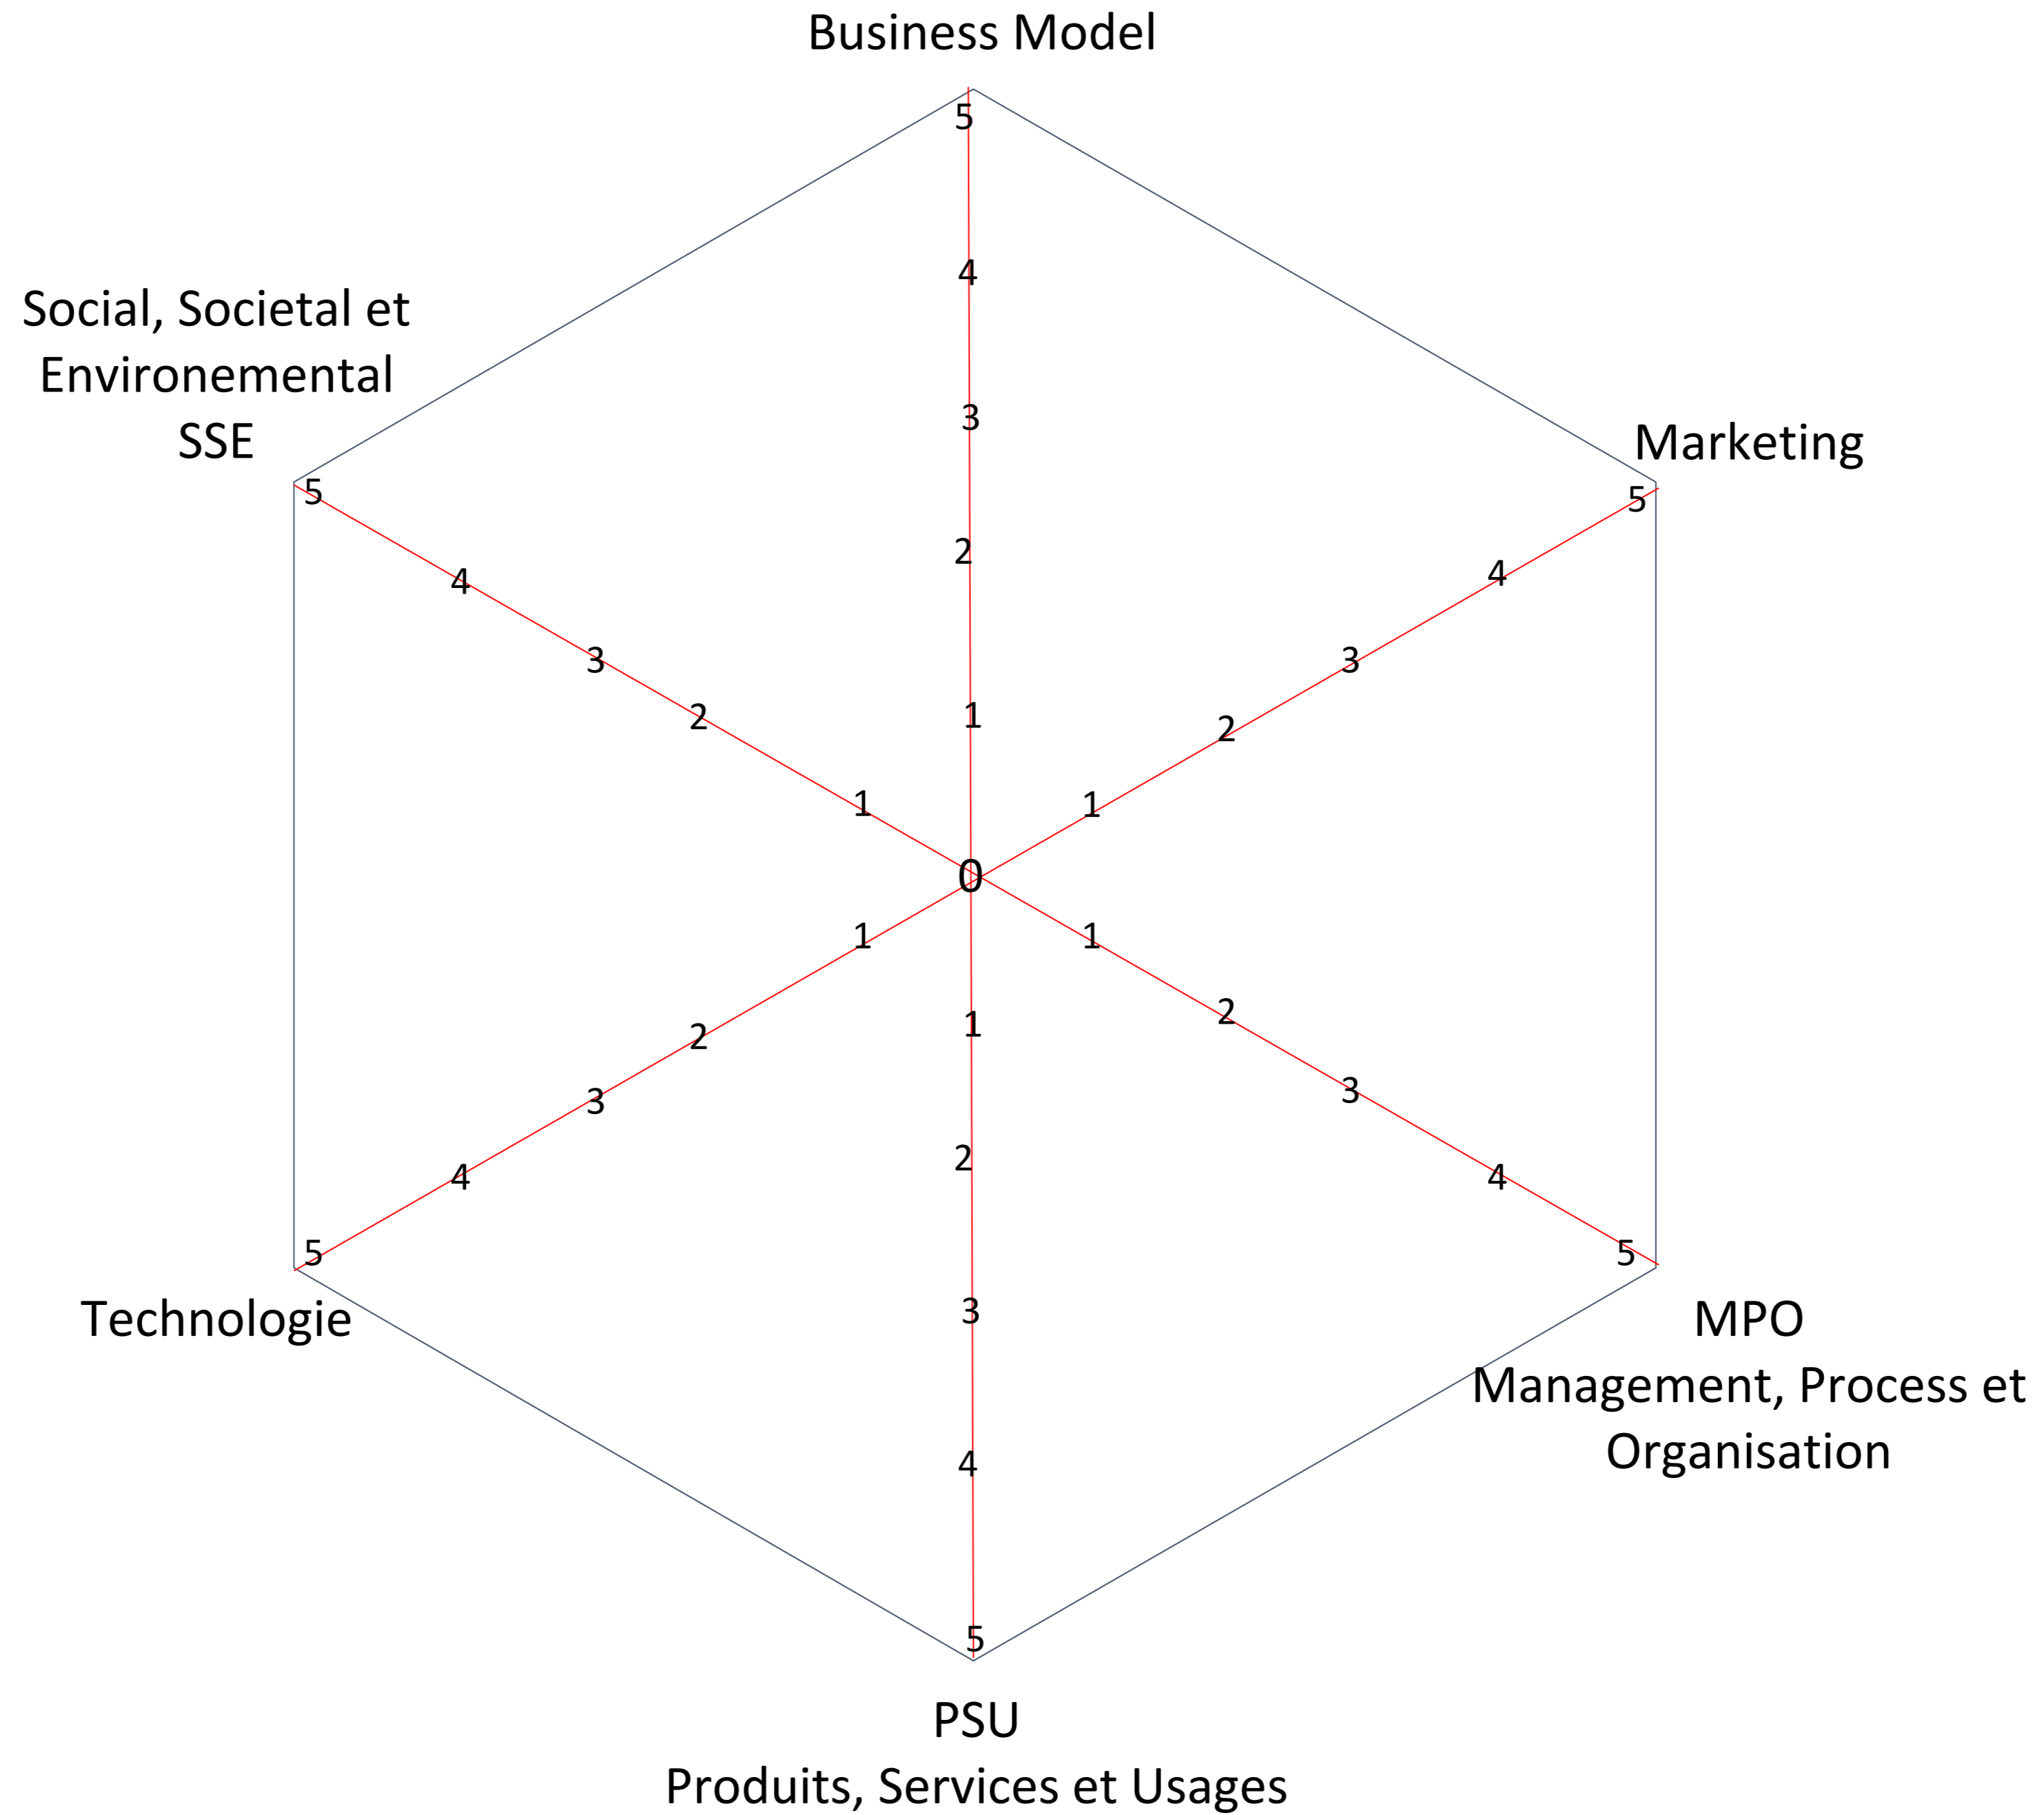 Business Model
5
4
Social, Societal et
Environemental
SSE
3
Marketing
5
5
2
4
4
3
3
2
1
2
1
1
0
1
1
1
2
2
3
3
2
4
4
5
5
3
Technologie
MPO
Management, Process et
Organisation
4
5
PSU
Produits, Services et Usages